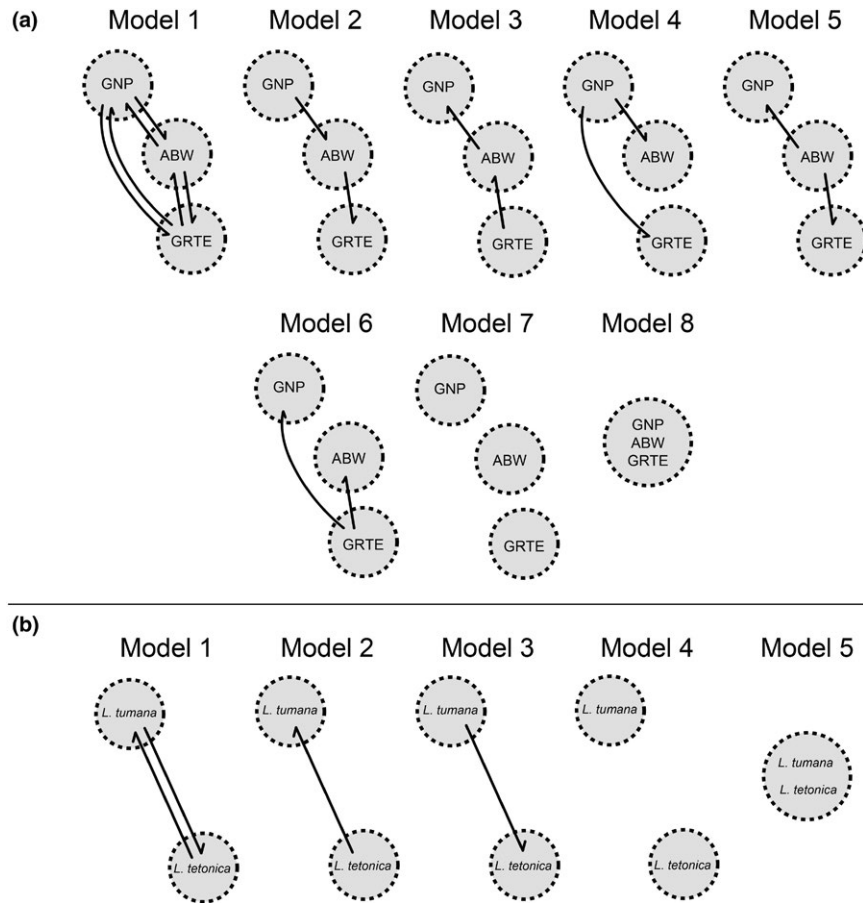 (a)
Model 1
Model 2
Model 3
Model 4
Model 5
GNP
GNP
GNP
GNP
GNP
ABW
ABW
ABW
ABW
ABW
GRTE
GRTE
GRTE
GRTE
GRTE
Model 6
Model 7
Model 8
GNP
GNP
GNP
ABW
GRTE
ABW
ABW
GRTE
GRTE
(b)
Model 1
Model 2
Model 3
Model 4
Model 5
L. tumana
L. tumana
L. tumana
L. tumana
L. tumana
L. tetonica
L. tetonica
L. tetonica
L. tetonica
L. tetonica